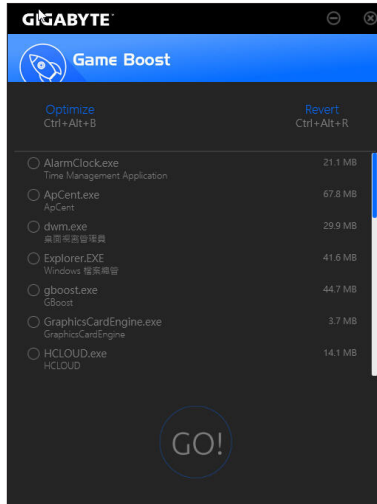 GIGABYTE
Game Boost
Optimize
Ctrl+Alt+B
Revert
Ctrl+Alt+R
AlarmClock.exe 21.1 MB
Time Management Application
ApCent.exe 67.8 MB
ApCent
dwm.exe 29.9 MB
桌面視窗管理員
Explorer.EXE 41.6 MB
Windows 檔案總管
gboost.exe 44.7 MB
GBoost
GraphicsCardEngine.exe 3.7 MB
GraphicsCardEngine
HCLOUD.exe 14.1 MB
HCLOUD
GO!